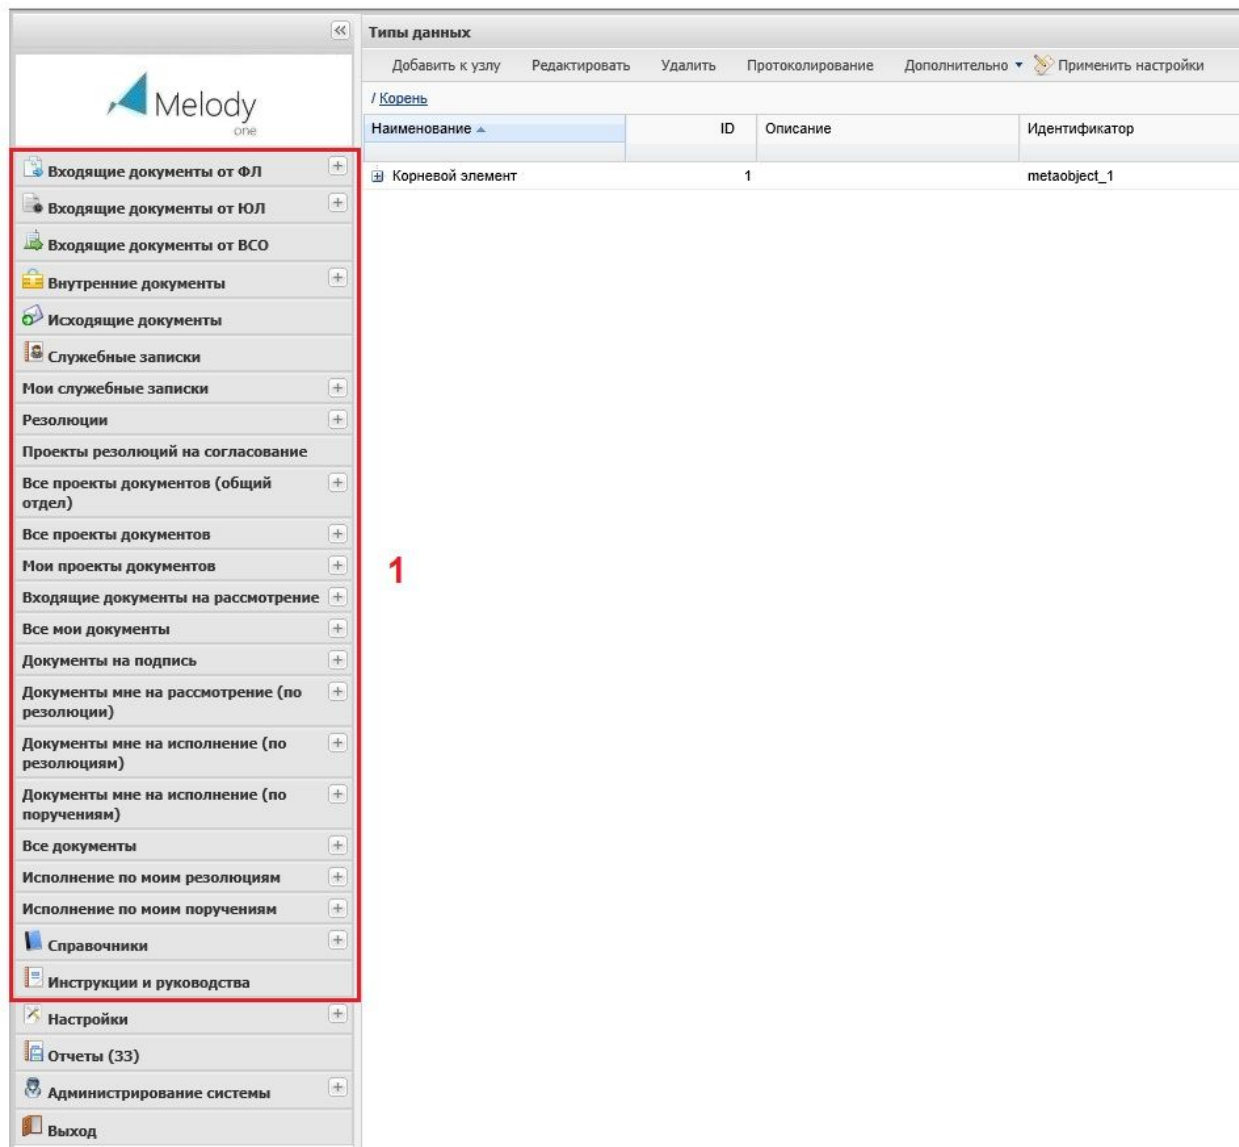 Melody
one
Входящие документы от ФЛ
Входящие документы от ЮЛ
Входящие документы от ВСО
Внутренние документы
Исходящие документы
Служебные записки
Мои служебные записки
Резолюции
Проекты резолюций на согласование
Все проекты документов (общий
отдел)
Все проекты документов
Мои проекты документов
Входящие документы на рассмотрение
Все мои документы
Документы на подпись
Документы мне на рассмотрение (по
резолюции)
Документы мне на исполнение (по
резолюциям)
Документы мне на исполнение (по
поручениям)
Все документы
Исполнение по моим резолюциям
Исполнение по моим поручениям
Справочники
Инструкции и руководства
Настройки
Отчеты (33)
Администрирование системы
Выход
1
Типы данных
Добавить к узлу Редактировать Удалить Протоколирование Дополнительно Применить настройки
/ Корень
Наименование ID Описание Идентификатор
Корневой элемент 1 metaobject_1